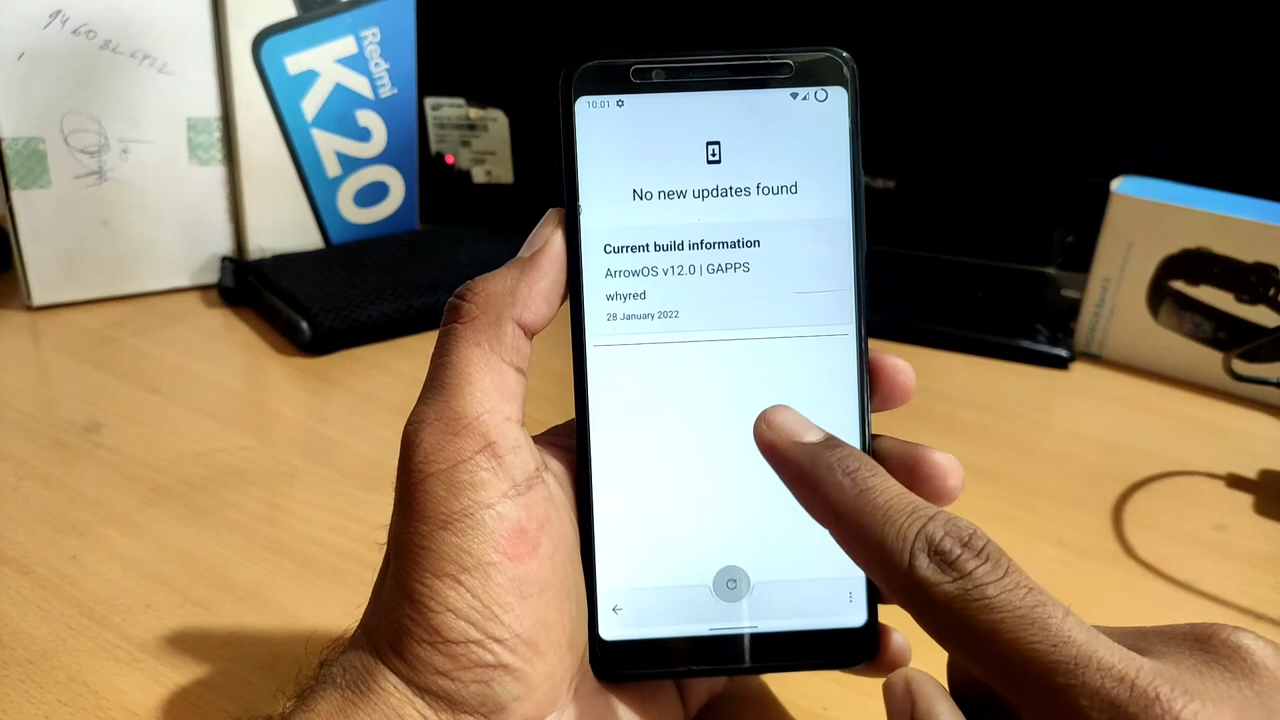 Redmi
K20
10:01
No new updates found
Current build information
ArrowOS v12.0 | GAPPS
whyred
28 January 2022